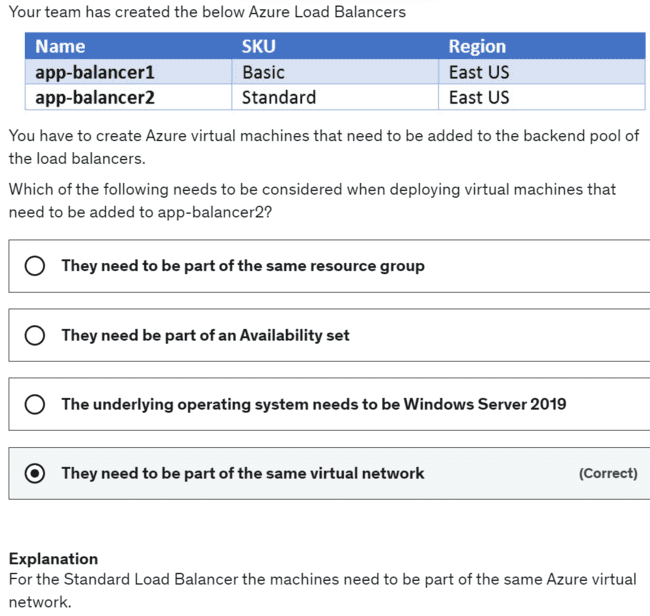 Your team has created the below Azure Load Balancers
Name SKU Region
app-balancer1 Basic East US
app-balancer2 Standard East US
You have to create Azure virtual machines that need to be added to the backend pool of
the load balancers.
Which of the following needs to be considered when deploying virtual machines that
need to be added to app-balancer2?
They need to be part of the same resource group
They need be part of an Availability set
The underlying operating system needs to be Windows Server 2019
They need to be part of the same virtual network (Correct)
Explanation
For the Standard Load Balancer the machines need to be part of the same Azure virtual
network.